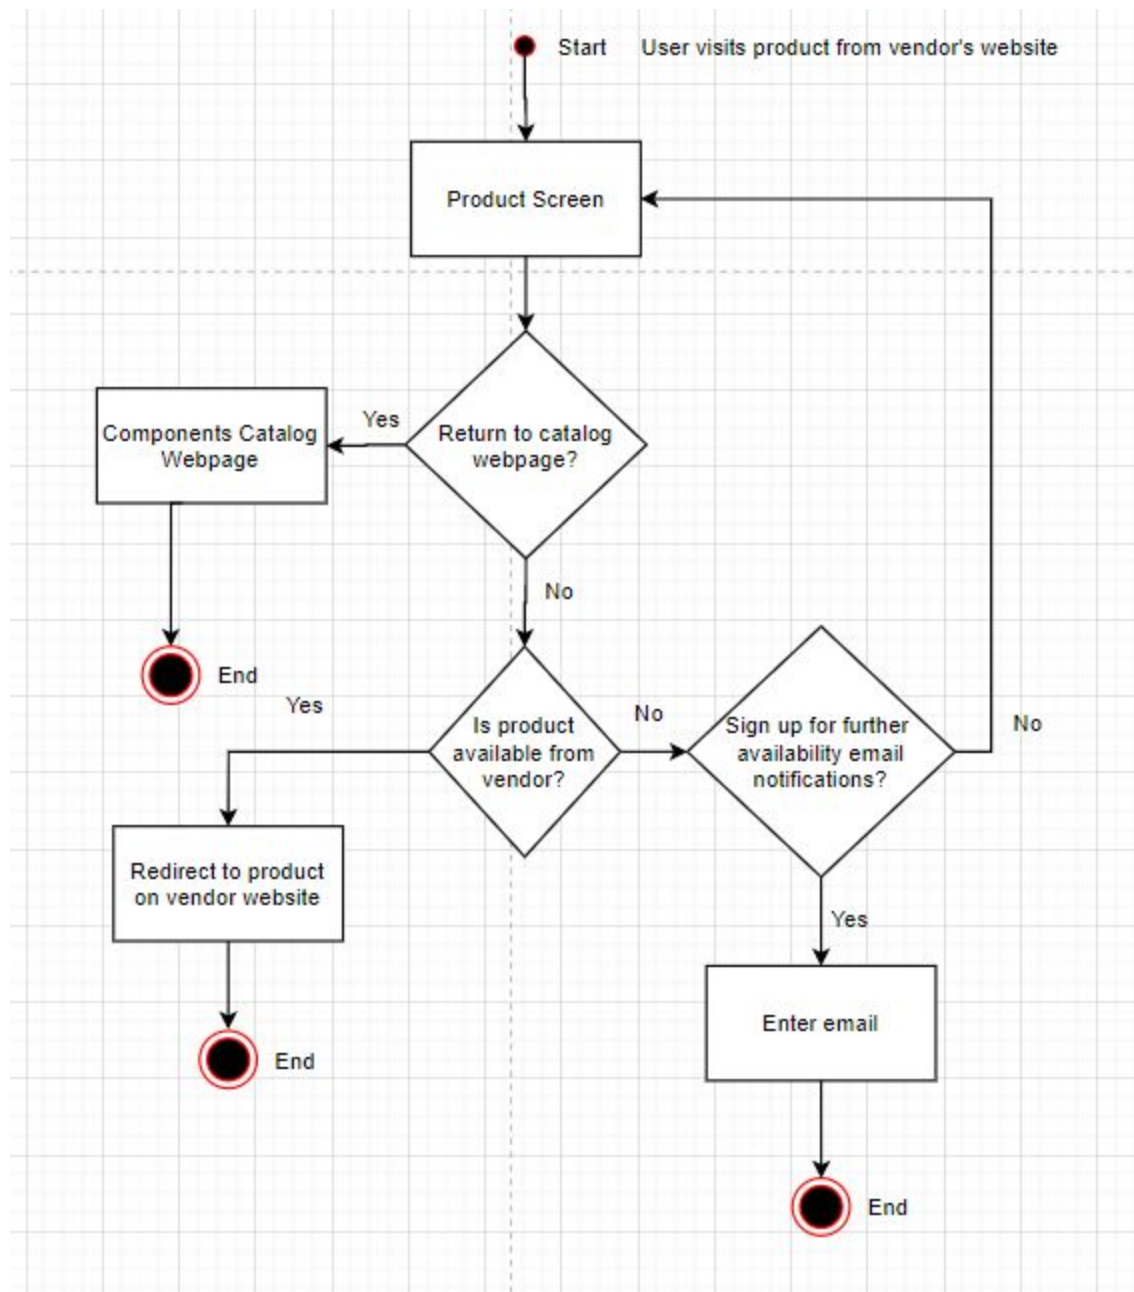 Start
User visits product from vendor's website
Product Screen
Yes
Return to catalog
webpage?
Components Catalog
Webpage
No
End
Yes
Is product
available from
vendor?
No
Sign up for further
availability email
notifications?
No
Redirect to product
on vendor website
Yes
Enter email
End
End